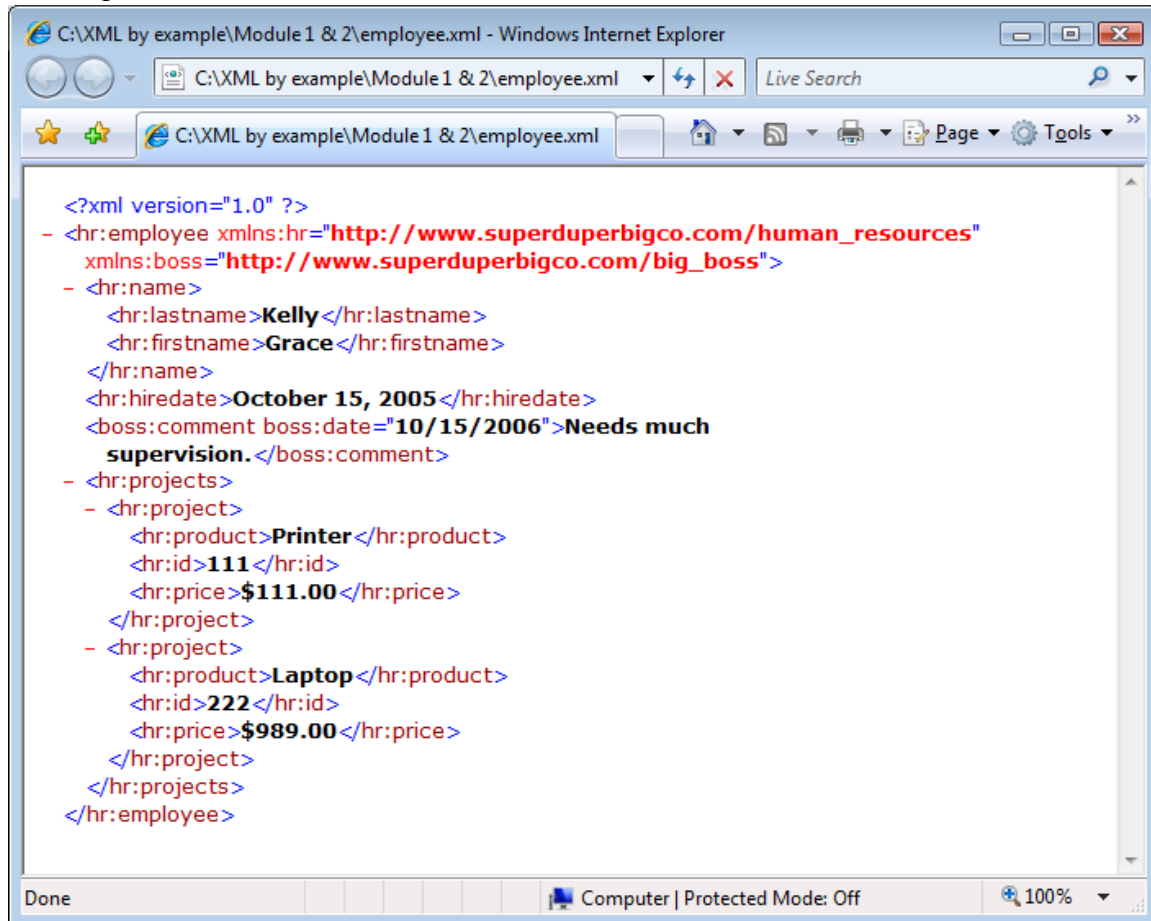 C:\XML by example\Module 1 & 2\employee.xml - Windows Internet Explorer
C:\XML by example\Module 1 & 2\employee.xml Live Search
C:\XML by example\Module 1 & 2\employee.xml Page Tools »
<?xml version="1.0" ?>
- <hr:employee xmlns:hr="http://www.superduperbigco.com/human_resources"
xmlns:boss="http://www.superduperbigco.com/big_boss">
- <hr:name>
<hr:lastname>Kelly</hr:lastname>
<hr:firstname>Grace</hr:firstname>
</hr:name>
<hr:hiredate>October 15, 2005</hr:hiredate>
<boss:comment boss:date="10/15/2006">Needs much
supervision.</boss:comment>
- <hr:projects>
- <hr:project>
<hr:product>Printer</hr:product>
<hr:id>111</hr:id>
<hr:price>$111.00</hr:price>
</hr:project>
- <hr:project>
<hr:product>Laptop</hr:product>
<hr:id>222</hr:id>
<hr:price>$989.00</hr:price>
</hr:project>
</hr:projects>
</hr:employee>
Done Computer | Protected Mode: Off 100%